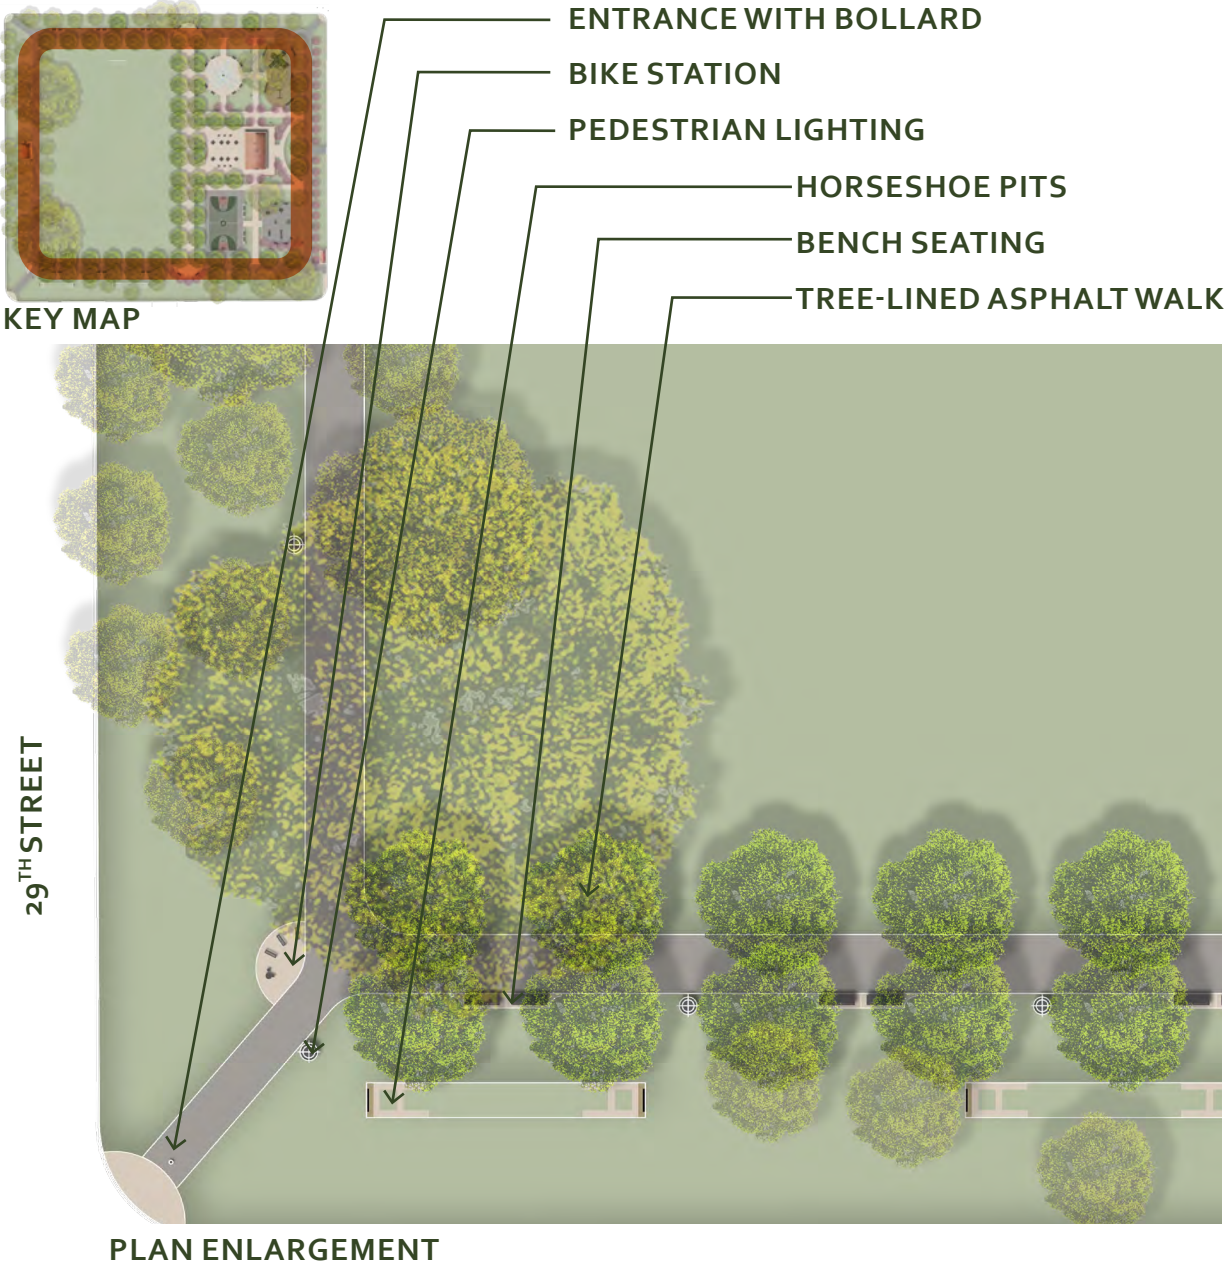 ENTRANCE WITH BOLLARD
BIKE STATION
PEDESTRIAN LIGHTING
HORSESHOE PITS
BENCH SEATING
TREE-LINED ASPHALT WALK
KEY MAP
29TH STREET
PLAN ENLARGEMENT